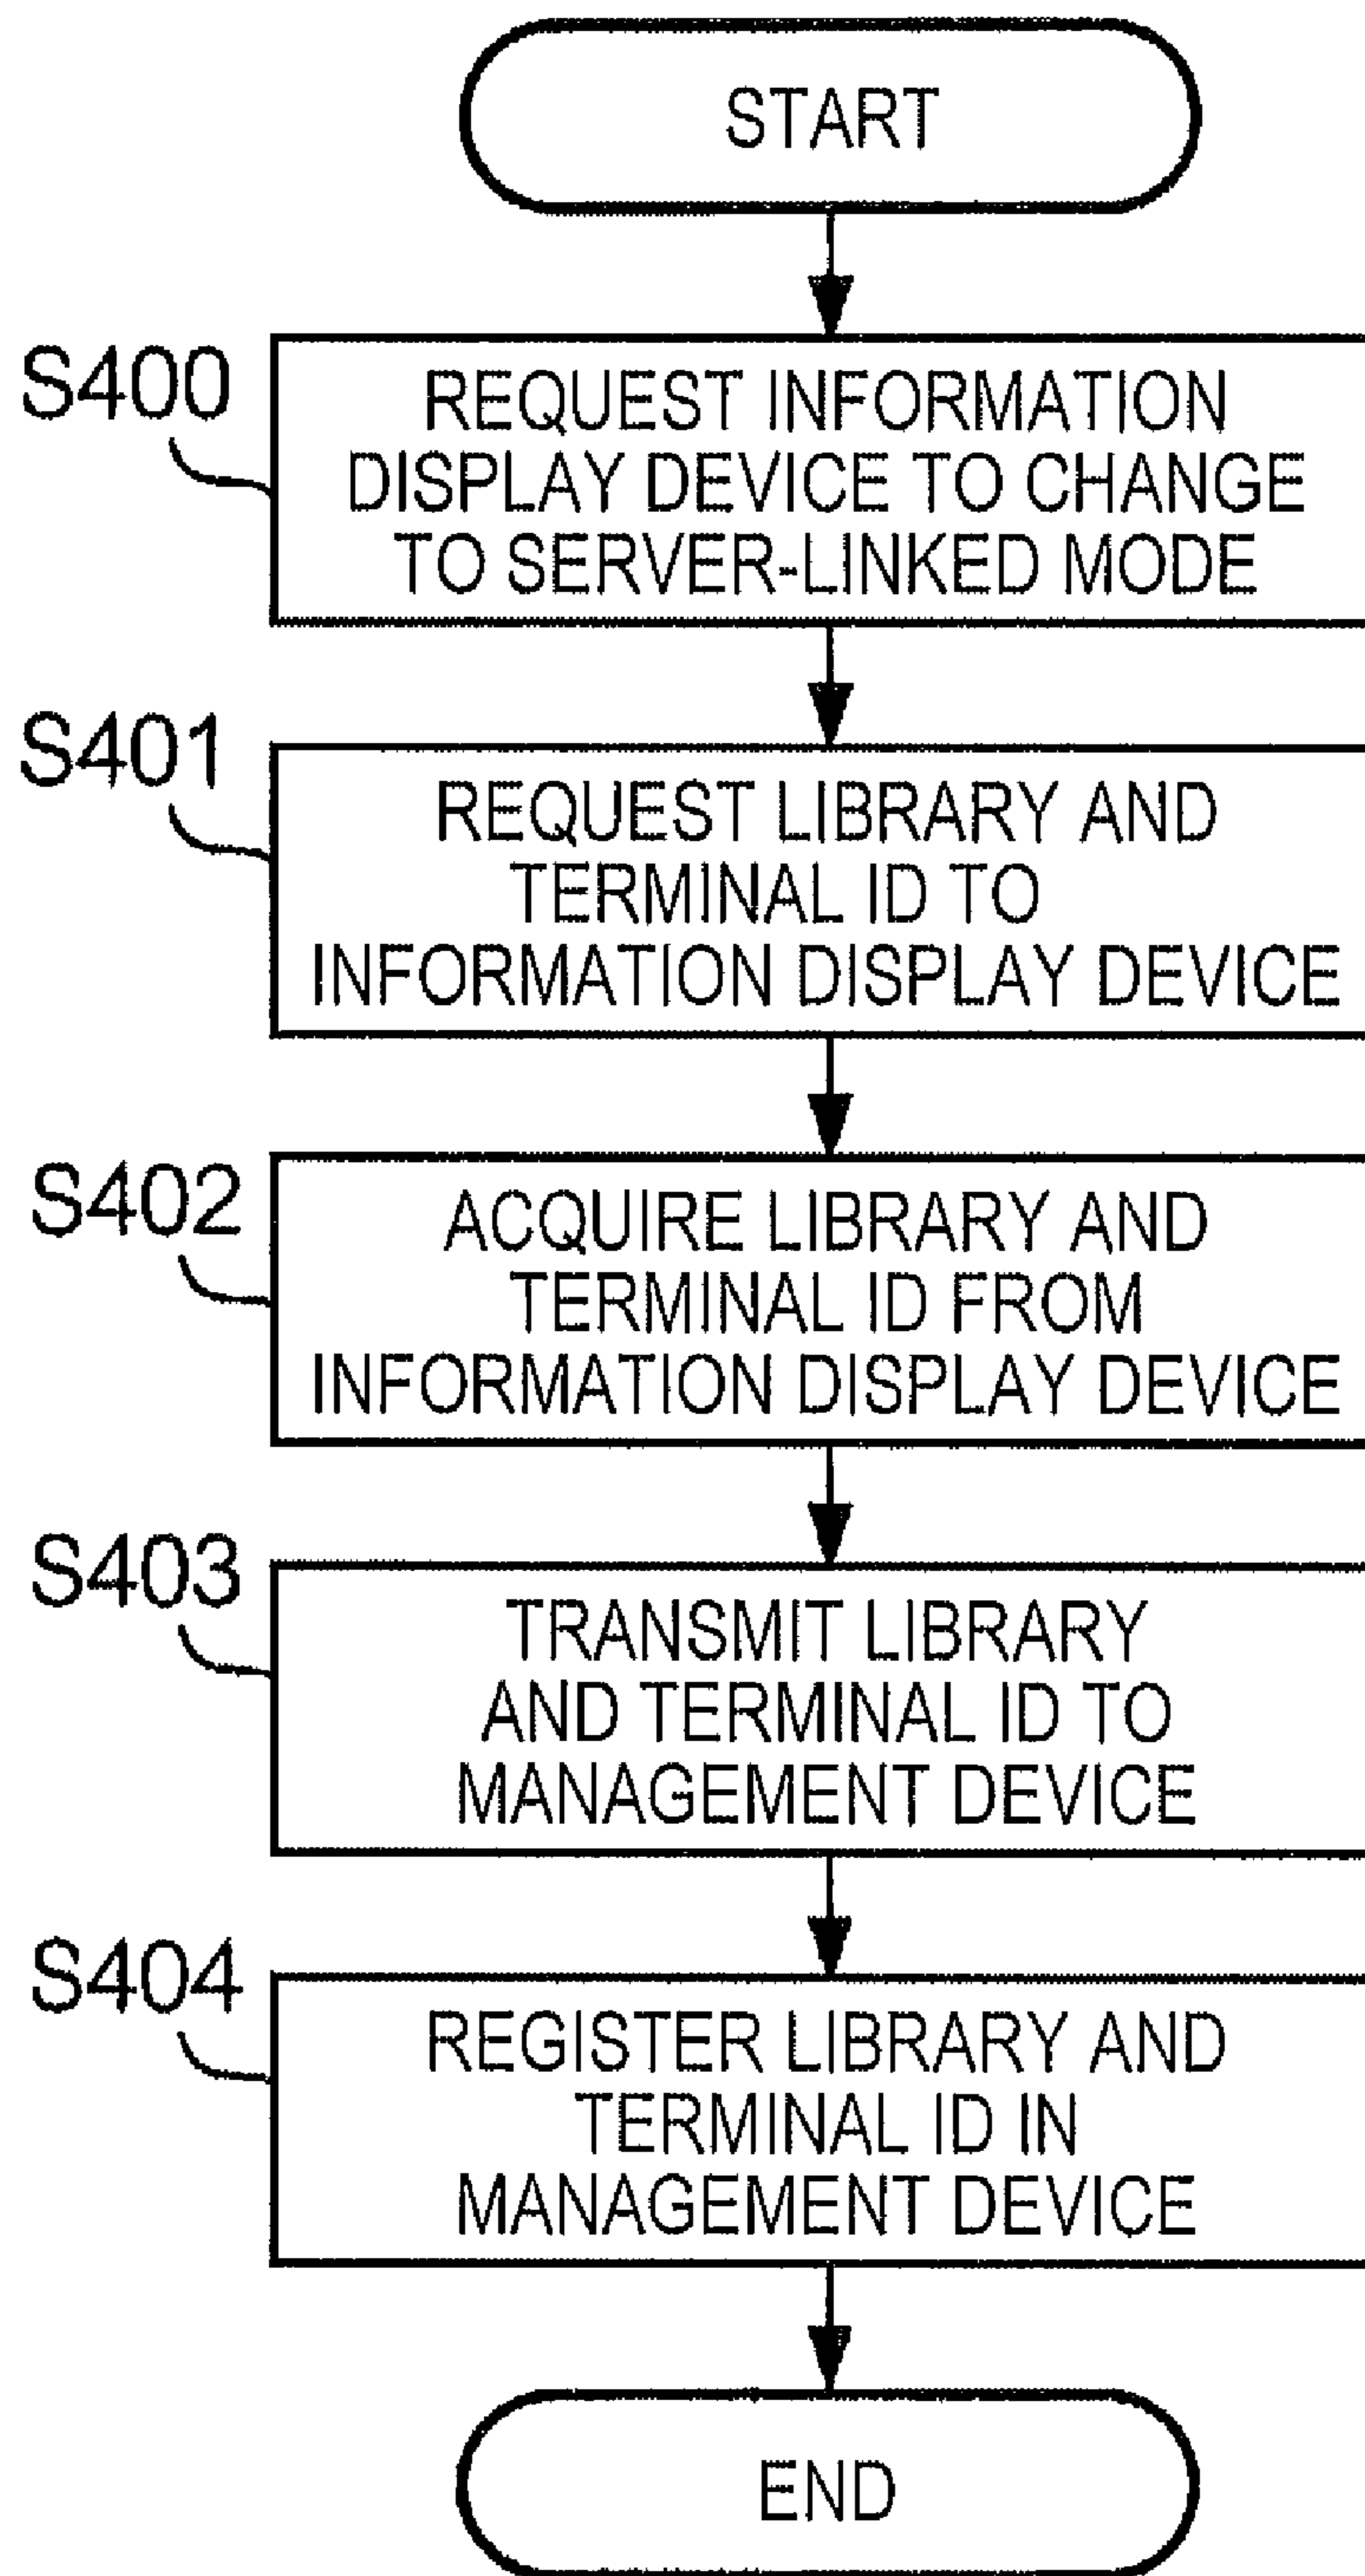 START
S400
REQUEST INFORMATION
DISPLAY DEVICE TO CHANGE
TO SERVER-LINKED MODE
S401
REQUEST LIBRARY AND
TERMINAL ID TO
INFORMATION DISPLAY DEVICE
S402
ACQUIRE LIBRARY AND
TERMINAL ID FROM
INFORMATION DISPLAY DEVICE
S403
TRANSMIT LIBRARY
AND TERMINAL ID TO
MANAGEMENT DEVICE
S404
REGISTER LIBRARY AND
TERMINAL ID IN
MANAGEMENT DEVICE
END